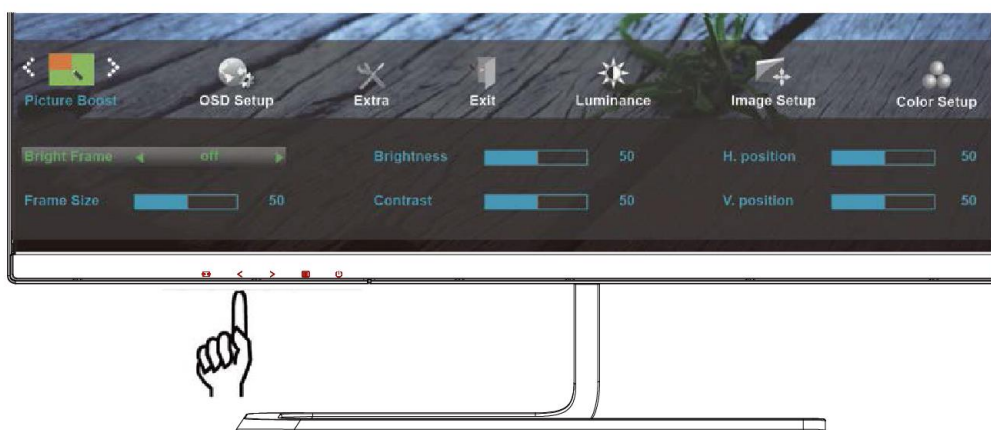 Picture Boost OSD Setup Extra Exit Luminance Image Setup Color Setup
Bright Frame off Brightness 50 H. position 50
Frame Size 50 Contrast 50 V. position 50